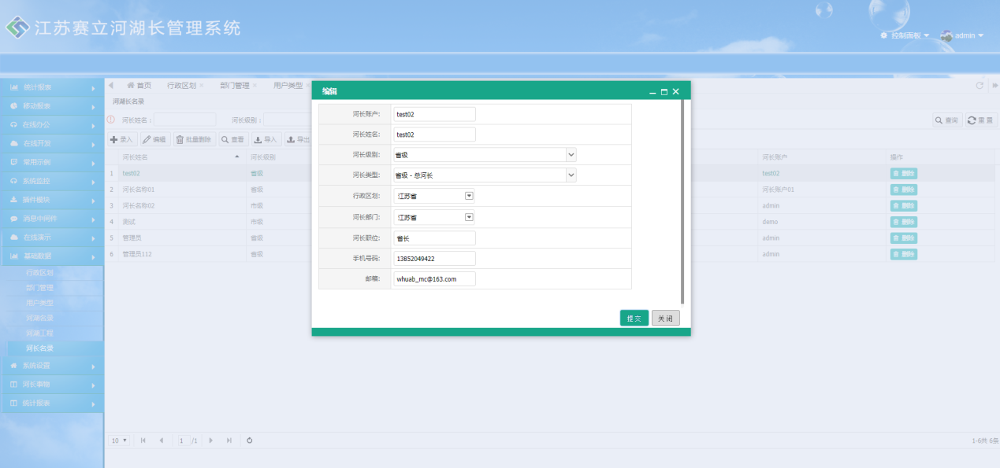 江苏赛立河湖长管理系统
控制面板 admin
统计报表
移动报表
在线办公
在线开发
常用示例
系统监控
插件模块
消息中间件
在线演示
基础数据
行政区划
部门管理
用户类型
河湖名录
河湖工程
河长名录
系统设置
河长事物
统计报表
首页 行政区划 部门管理 用户类型
河湖长名录
河长姓名： 河长级别： 查询 重置
录入 编辑 批量删除 查看 导入 导出
河长姓名 河长级别 河长账户 操作
1 test02 省级 test02 删除
2 河长名称01 省级 河长账户01 删除
3 河长名称02 市级 admin 删除
4 测试 市级 demo 删除
5 管理员 省级 admin 删除
6 管理员112 省级 admin 删除
编辑
河长账户: test02
河长姓名: test02
河长级别: 省级
河长类型: 省级 - 总河长
行政区划: 江苏省
河长部门: 江苏省
河长职位: 省长
手机号码: 13852049422
邮箱: whuab_mc@163.com
提交 关闭
10 1 /1 1-6共 6条